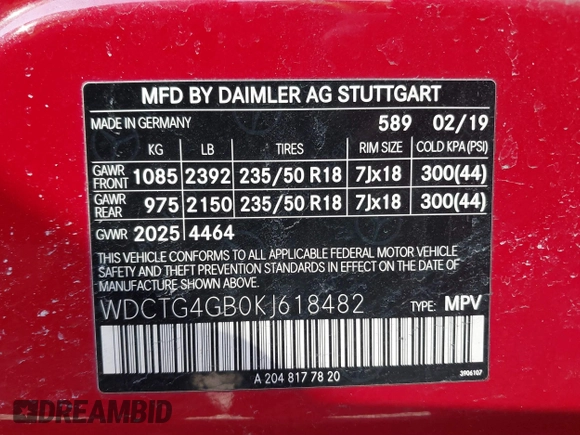 MFD BY DAIMLER AG STUTTGART
MADE IN GERMANY 589 02/19
KG LB TIRES RIM SIZE COLD KPA(PSI)
GAWR FRONT 1085 2392 235/50 R18 7Jx18 300(44)
GAWR REAR 975 2150 235/50 R18 7Jx18 300(44)
GVWR 2025 4464
THIS VEHICLE CONFORMS TO ALL APPLICABLE FEDERAL MOTOR VEHICLE
SAFETY AND THEFT PREVENTION STANDARDS IN EFFECT ON THE DATE OF
MANUFACTURE SHOWN ABOVE.
WDCTG4GB0KJ618482 TYPE: MPV
A 204 817 78 20 3906107
DREAMBID